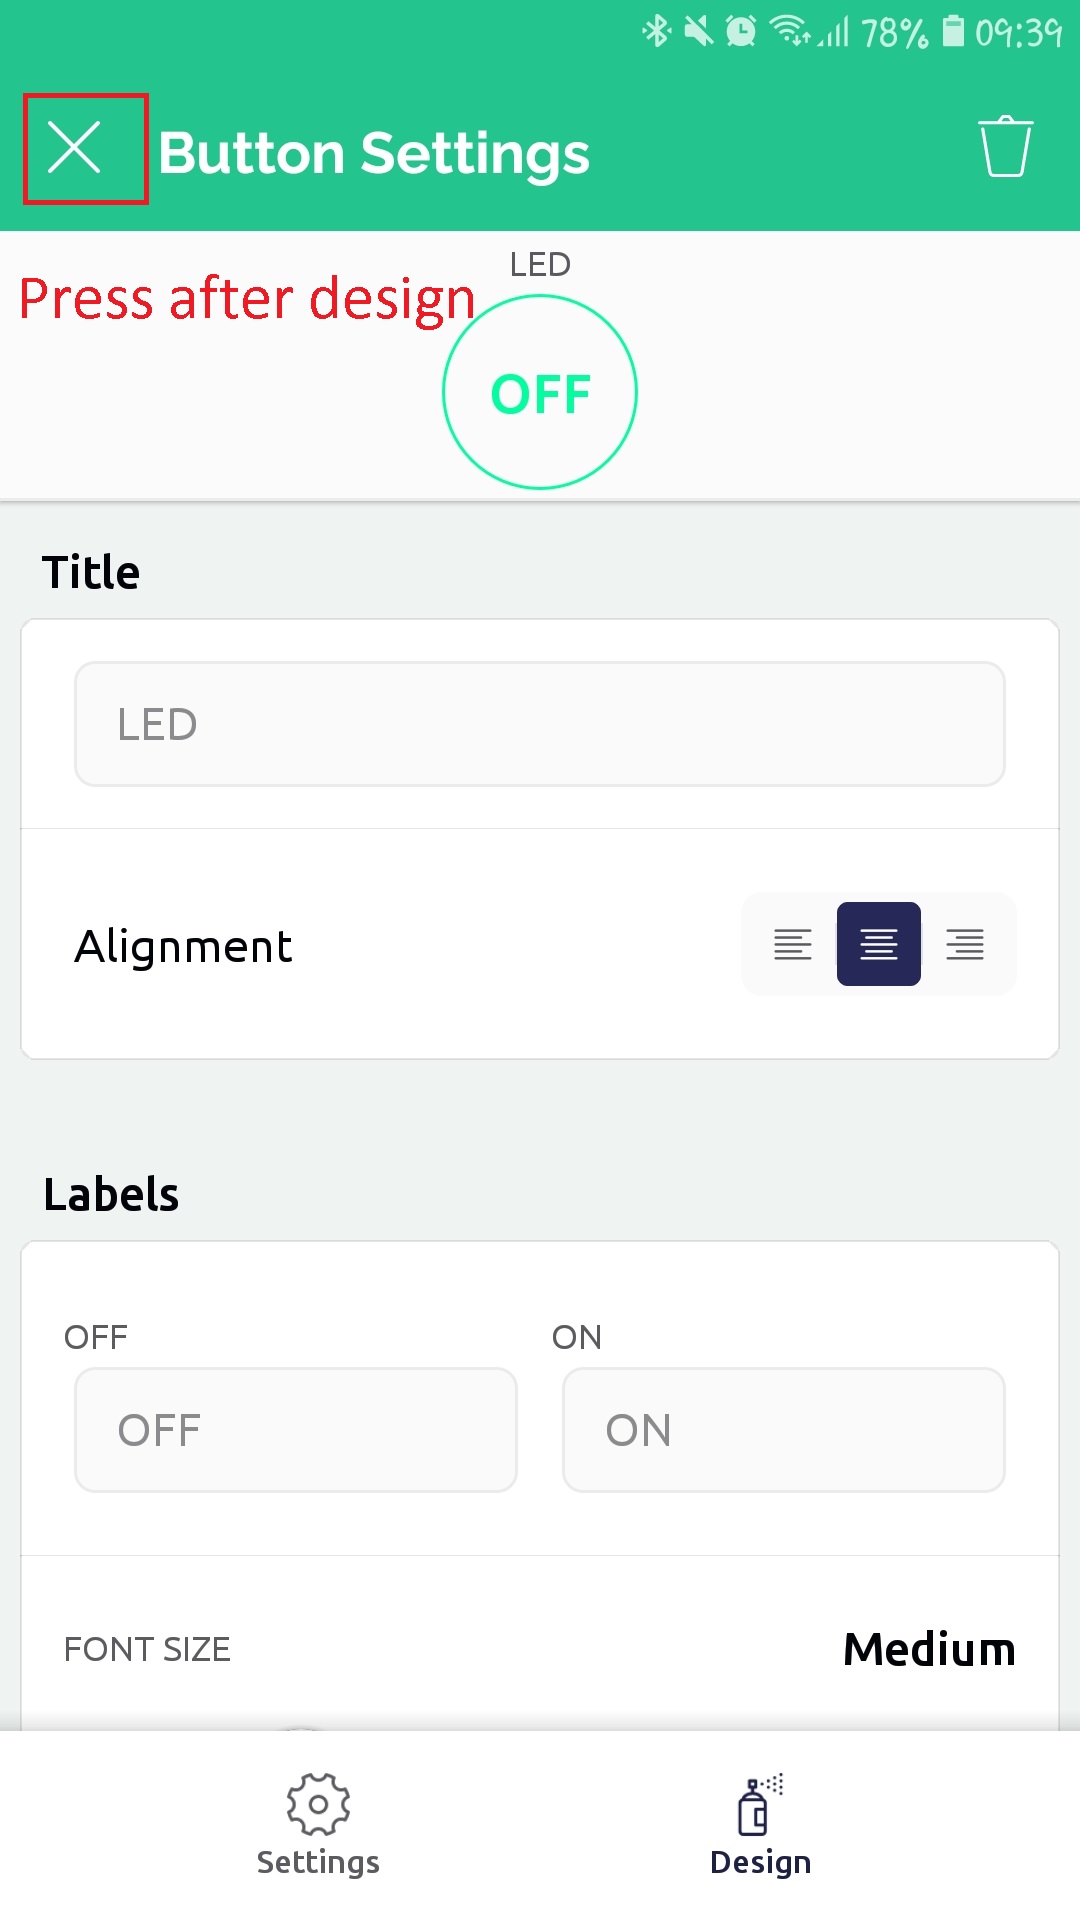 78% 09:39
Button Settings
LED
Press after design
OFF
Title
LED
Alignment
Labels
OFF ON
OFF ON
FONT SIZE Medium
Settings Design